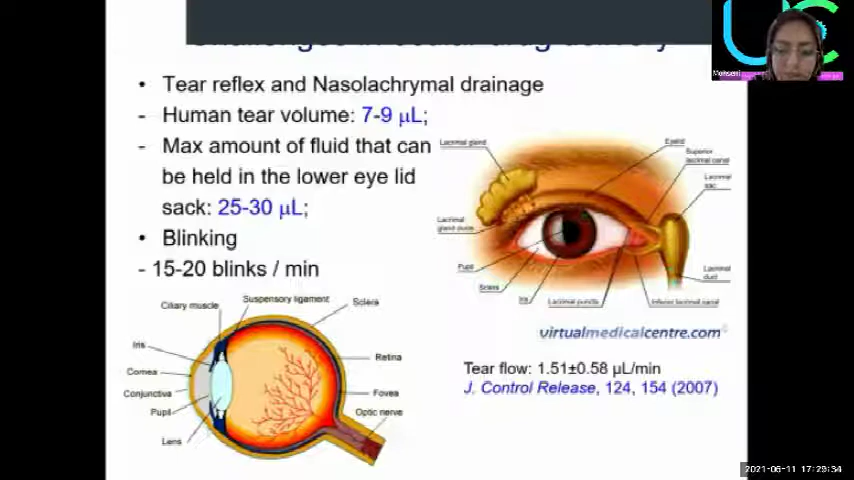 • Tear reflex and Nasolachrymal drainage
- Human tear volume: 7-9 μL;
- Max amount of fluid that can
be held in the lower eye lid
sack: 25-30 μL;
• Blinking
- 15-20 blinks / min
Lacrimal gland
Eyelid
Superior
lacrimal canal
Lacrimal
sac
Lacrimal
gland ducts
Pupil
Sclera
Iris
Lacrimal puncta
Inferior lacrimal canal
Lacrimal
duct
virtualmedicalcentre.com
Tear flow: 1.51±0.58 μL/min
J. Control Release, 124, 154 (2007)
Ciliary muscle
Suspensory ligament
Sclera
Iris
Cornea
Conjunctiva
Pupil
Lens
Retina
Fovea
Optic nerve
Monseni
2021-06-11 17:29:34